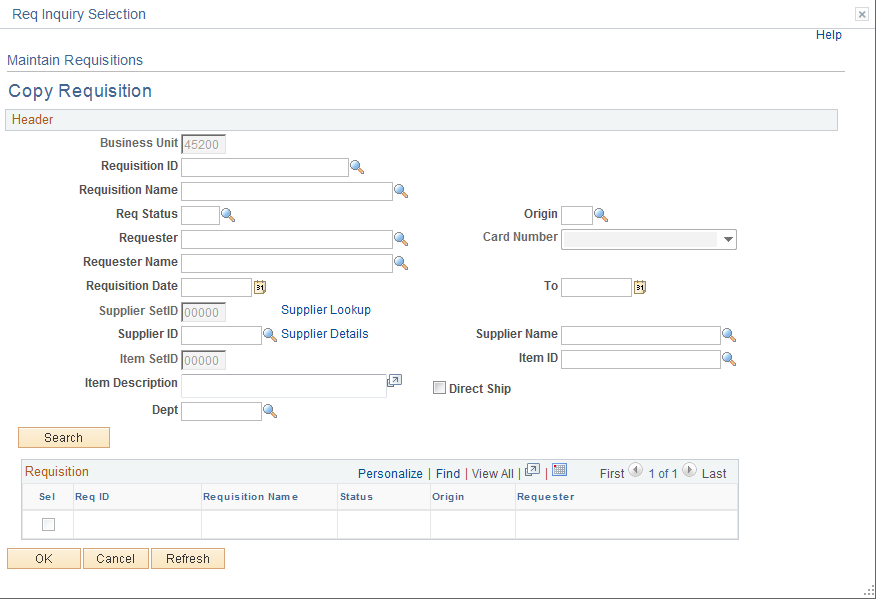 Req Inquiry Selection
Help
Maintain Requisitions
Copy Requisition
Header
Business Unit 45200
Requisition ID
Requisition Name
Req Status Origin
Requester Card Number
Requester Name
Requisition Date 31 To 31
Supplier SetID 00000 Supplier Lookup
Supplier ID Supplier Details Supplier Name
Item SetID 00000 Item ID
Item Description Direct Ship
Dept
Search
Requisition Personalize | Find | View All | | First 1 of 1 Last
Sel Req ID Requisition Name Status Origin Requester
OK Cancel Refresh